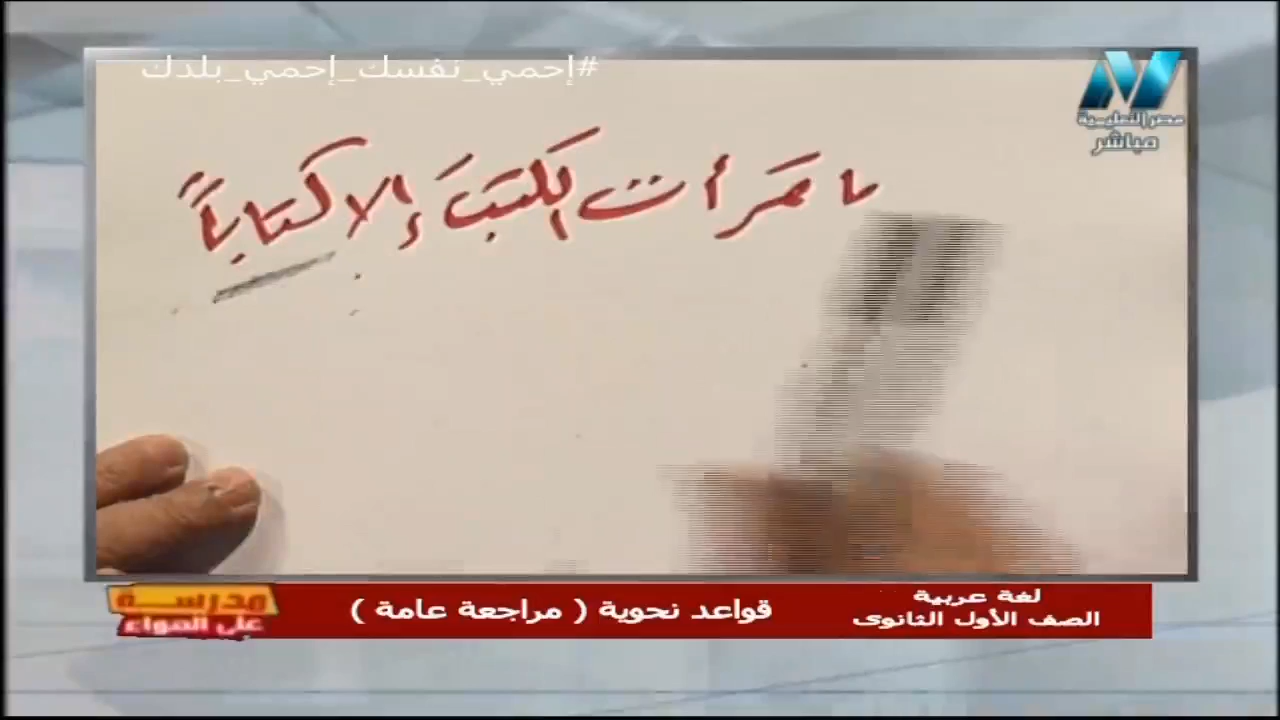 #إحمي_نفسك_إحمي_بلدك
مصر التعليمية
مباشر
ما قرأت الكتبَ إلا كتاباً
لغة عربية
الصف الأول الثانوى
قواعد نحوية ( مراجعة عامة )
مدرسة
على الهواء